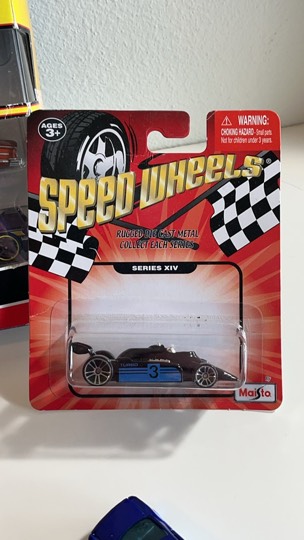 AGES
3+
WARNING:
CHOKING HAZARD - Small parts
Not for children under 3 years.
SPEED WHEELS®
RUGGED DIE CAST METAL
COLLECT EACH SERIES
SERIES XIV
3
Maisto